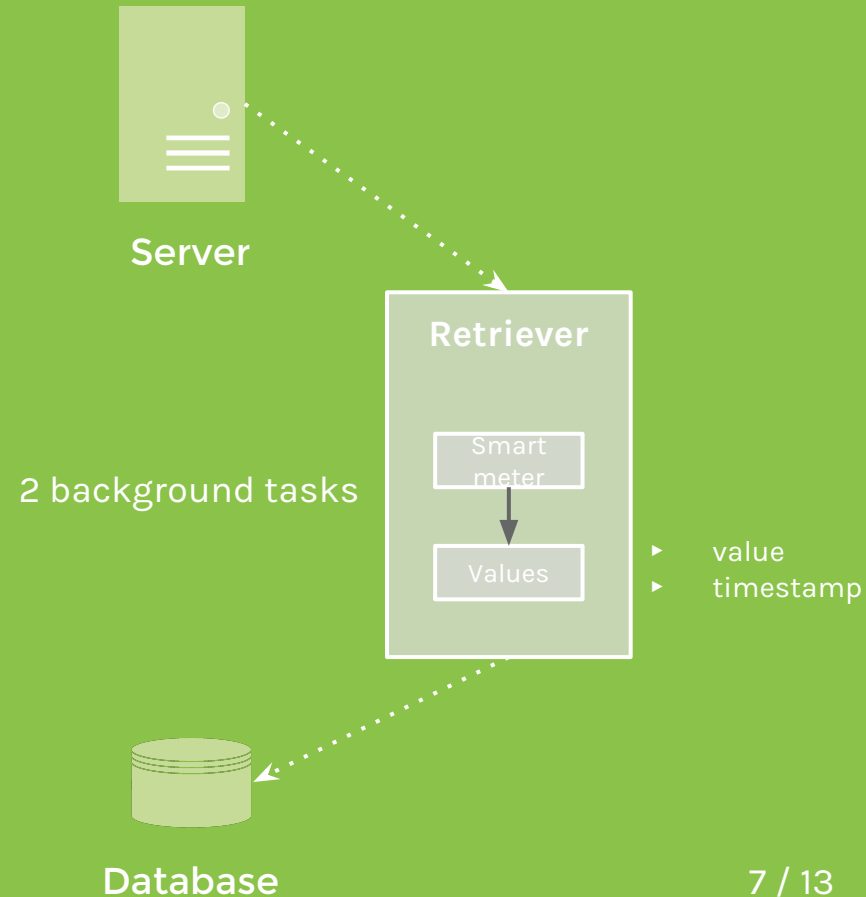 Server
Retriever
Smart
meter
2 background tasks
Values
▸ value
▸ timestamp
Database
7 / 13